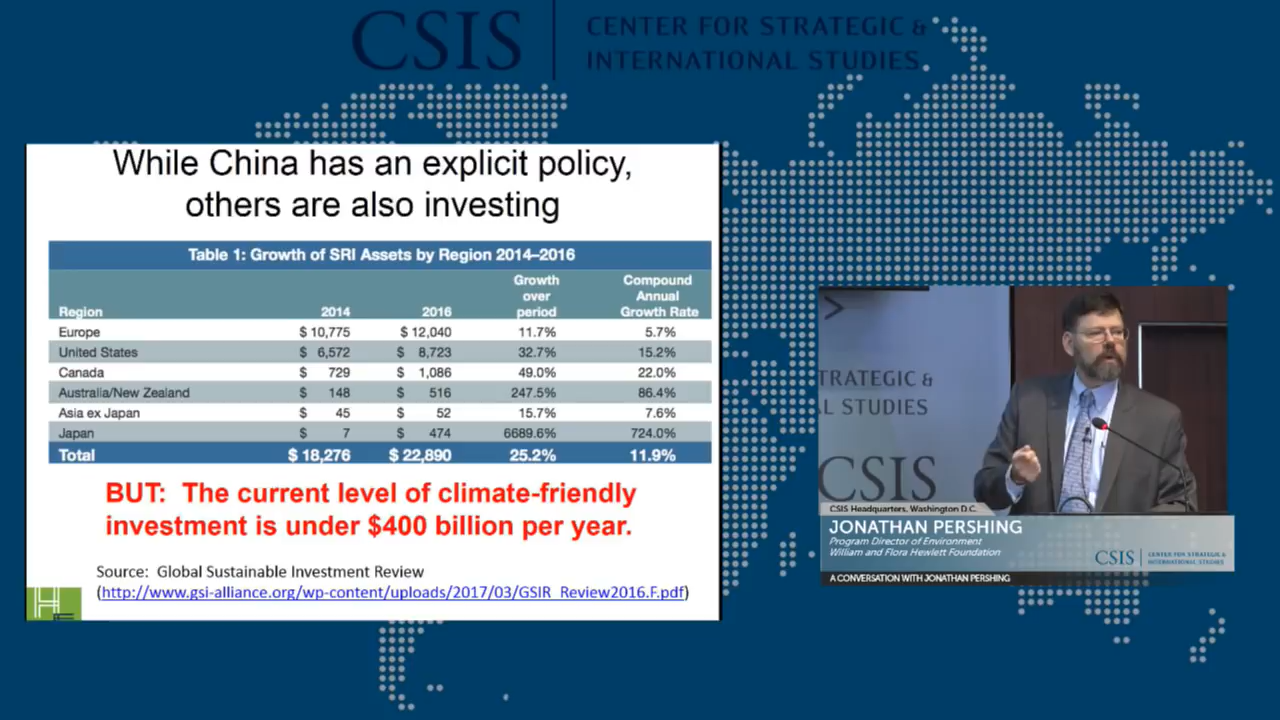 CSIS
CENTER FOR STRATEGIC &
INTERNATIONAL STUDIES
While China has an explicit policy,
others are also investing
Table 1: Growth of SRI Assets by Region 2014–2016
Region 2014 2016 Growth over period Compound Annual Growth Rate
Europe $ 10,775 $ 12,040 11.7% 5.7%
United States $ 6,572 $ 8,723 32.7% 15.2%
Canada $ 729 $ 1,086 49.0% 22.0%
Australia/New Zealand $ 148 $ 516 247.5% 86.4%
Asia ex Japan $ 45 $ 52 15.7% 7.6%
Japan $ 7 $ 474 6689.6% 724.0%
Total $ 18,276 $ 22,890 25.2% 11.9%
BUT: The current level of climate-friendly
investment is under $400 billion per year.
Source: Global Sustainable Investment Review
(http://www.gsi-alliance.org/wp-content/uploads/2017/03/GSIR_Review2016.F.pdf)
TRATEGIC &
L STUDIES
CSIS
CSIS Headquarters, Washington D.C.
JONATHAN PERSHING
Program Director of Environment
William and Flora Hewlett Foundation
CSIS
CENTER FOR STRATEGIC &
INTERNATIONAL STUDIES
A CONVERSATION WITH JONATHAN PERSHING